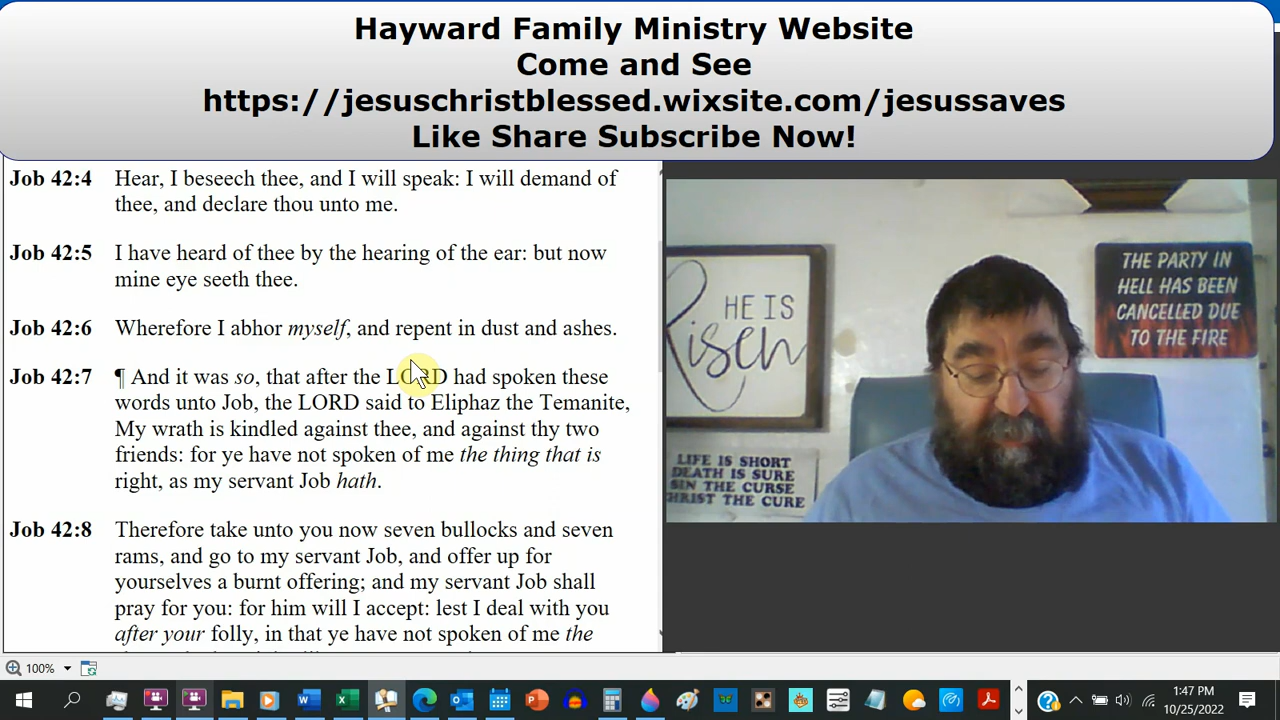 Hayward Family Ministry Website
Come and See
https://jesuschristblessed.wixsite.com/jesussaves
Like Share Subscribe Now!
Job 42:4 Hear, I beseech thee, and I will speak: I will demand of
thee, and declare thou unto me.
Job 42:5 I have heard of thee by the hearing of the ear: but now
mine eye seeth thee.
Job 42:6 Wherefore I abhor myself, and repent in dust and ashes.
Job 42:7 ¶ And it was so, that after the LORD had spoken these
words unto Job, the LORD said to Eliphaz the Temanite,
My wrath is kindled against thee, and against thy two
friends: for ye have not spoken of me the thing that is
right, as my servant Job hath.
Job 42:8 Therefore take unto you now seven bullocks and seven
rams, and go to my servant Job, and offer up for
yourselves a burnt offering; and my servant Job shall
pray for you: for him will I accept: lest I deal with you
after your folly, in that ye have not spoken of me the
HE IS
Risen
THE PARTY IN
HELL HAS BEEN
CANCELLED DUE
TO THE FIRE
LIFE IS SHORT
DEATH IS SURE
SIN THE CURSE
CHRIST THE CURE
100%
1:47 PM
10/25/2022